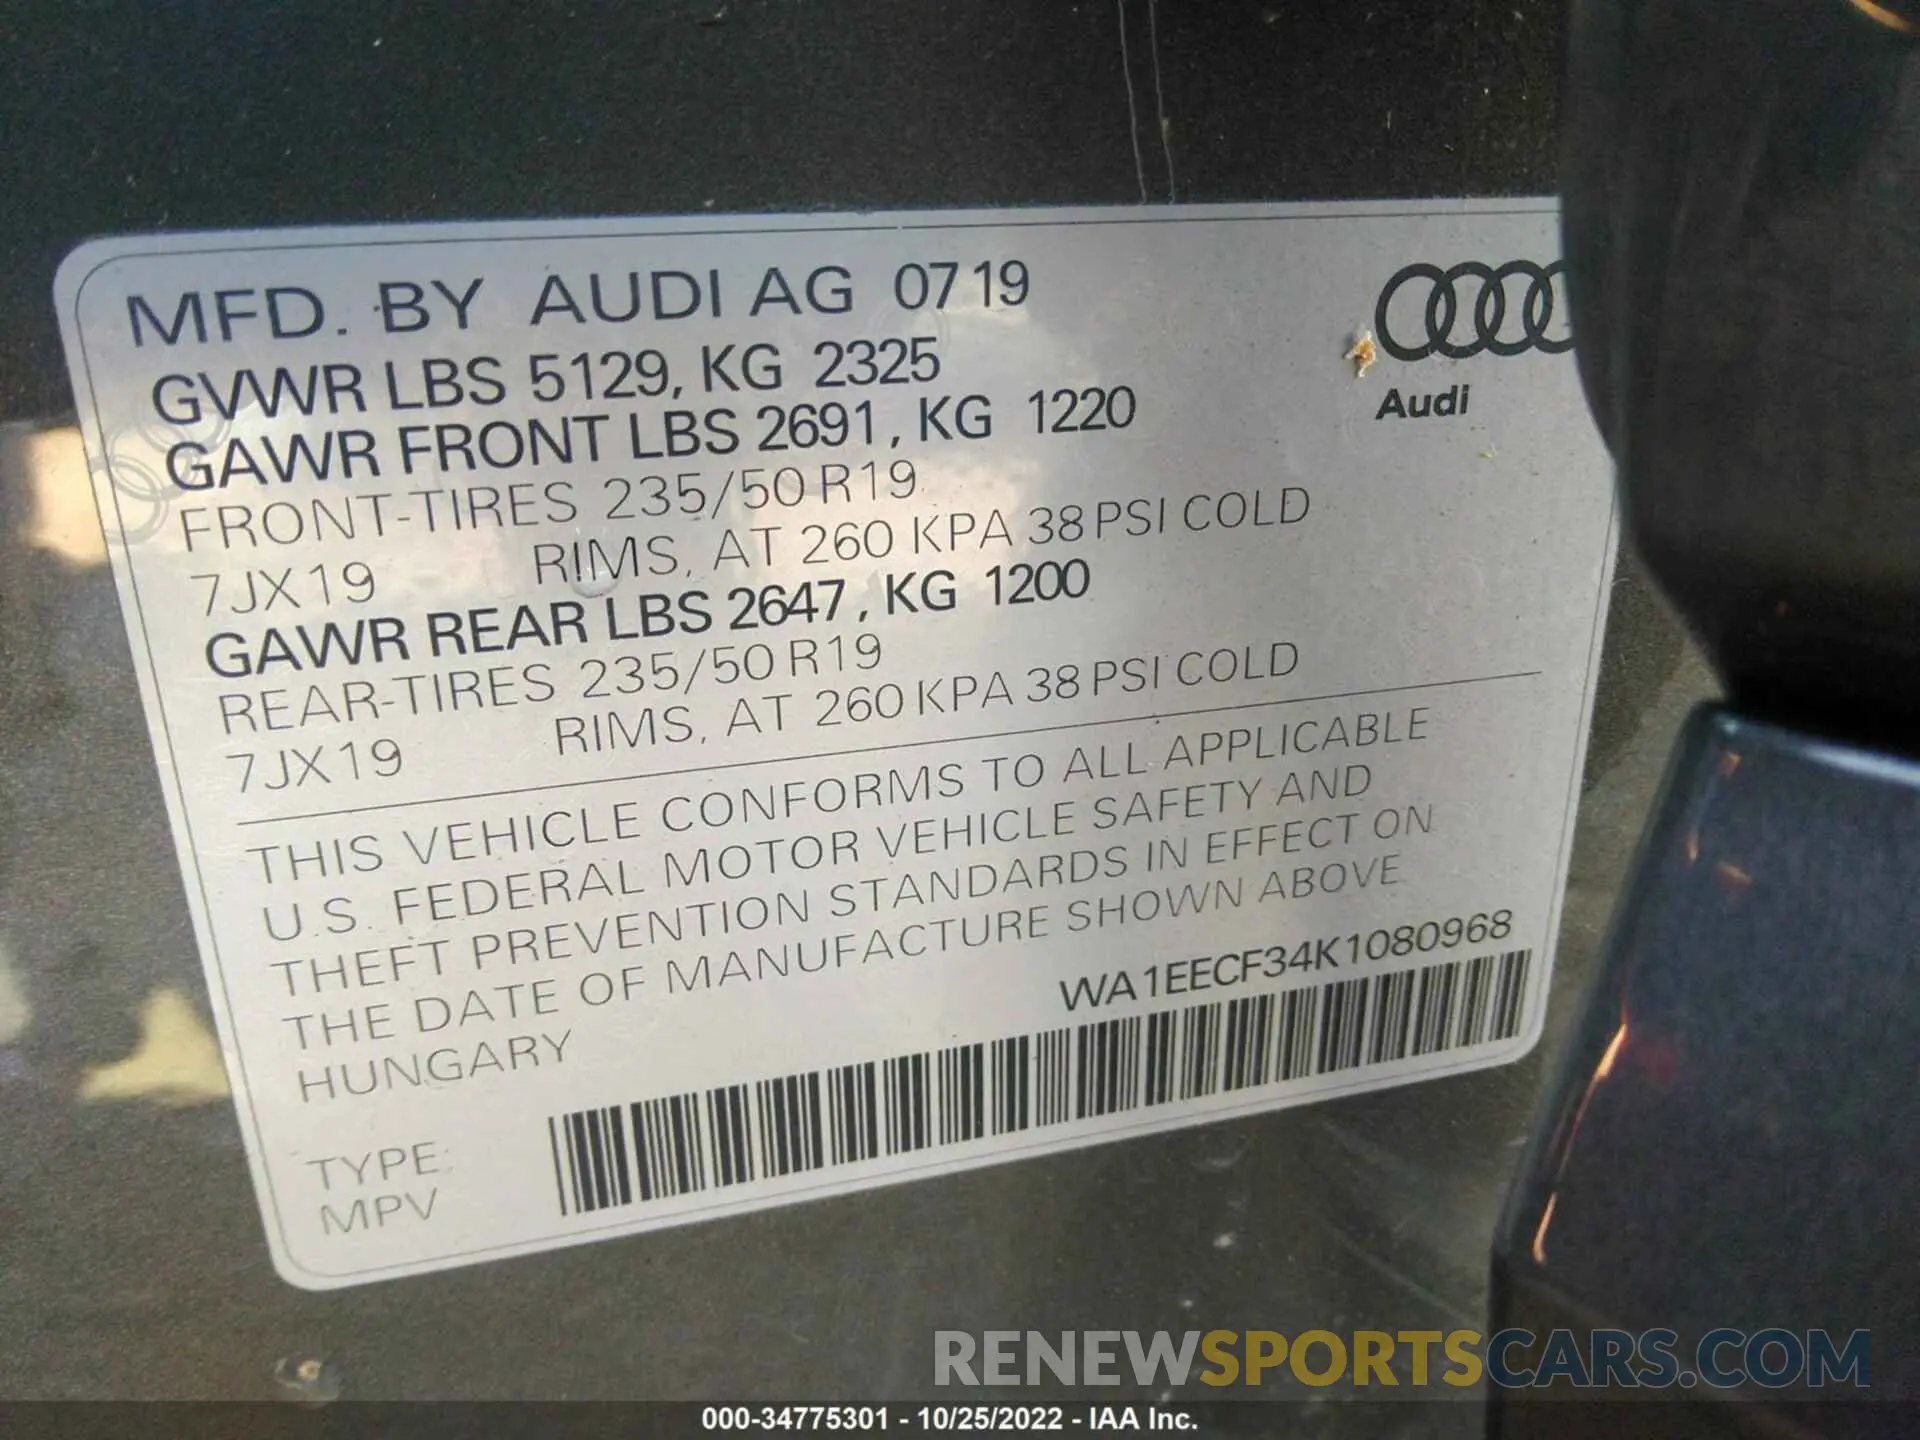 MFD. BY AUDI AG 0719
GVWR LBS 5129, KG 2325
GAWR FRONT LBS 2691, KG 1220
FRONT-TIRES 235/50 R19
7JX19 RIMS, AT 260 KPA 38 PSI COLD
GAWR REAR LBS 2647, KG 1200
REAR-TIRES 235/50 R19
7JX19 RIMS, AT 260 KPA 38 PSI COLD
Audi
THIS VEHICLE CONFORMS TO ALL APPLICABLE
U.S. FEDERAL MOTOR VEHICLE SAFETY AND
THEFT PREVENTION STANDARDS IN EFFECT ON
THE DATE OF MANUFACTURE SHOWN ABOVE.
HUNGARY
WA1EECF34K1080968
TYPE:
MPV
RENEWSPORTSCARS.COM
000-34775301 - 10/25/2022 - IAA Inc.